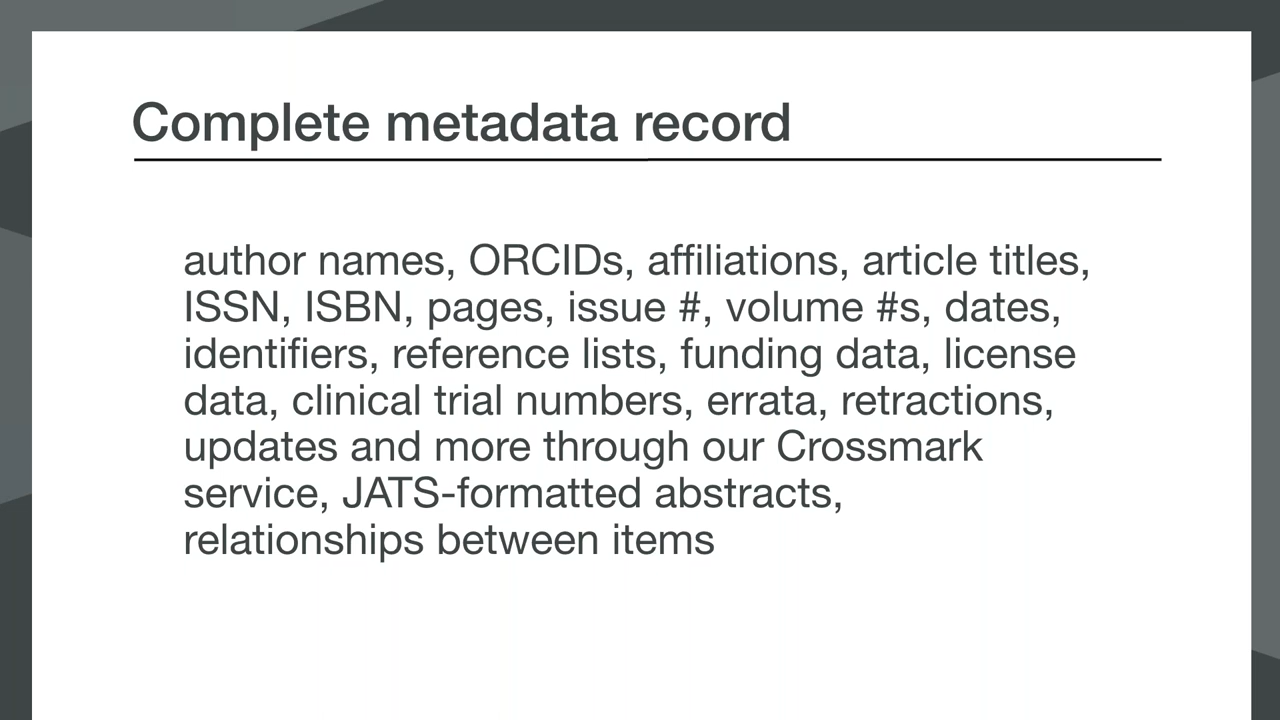 Complete metadata record
author names, ORCIDs, affiliations, article titles,
ISSN, ISBN, pages, issue #, volume #s, dates,
identifiers, reference lists, funding data, license
data, clinical trial numbers, errata, retractions,
updates and more through our Crossmark
service, JATS-formatted abstracts,
relationships between items